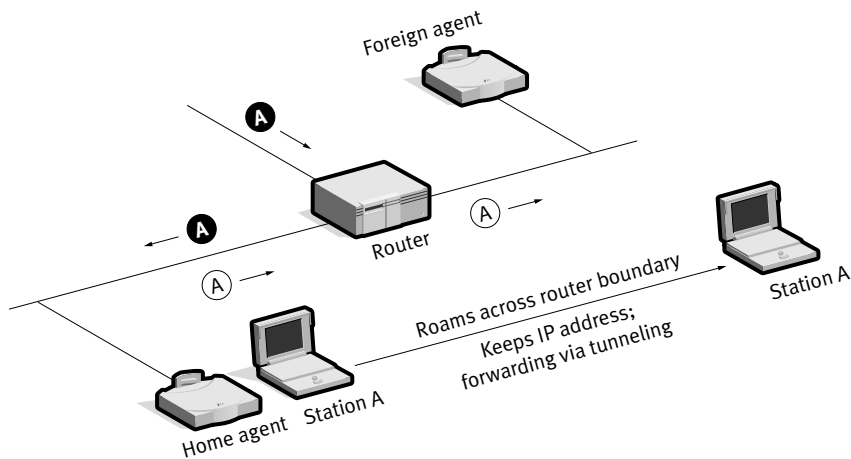 Foreign agent
A
A
Router
A
A
Roams across router boundary
Keeps IP address;
forwarding via tunneling
Station A
Station A
Home agent